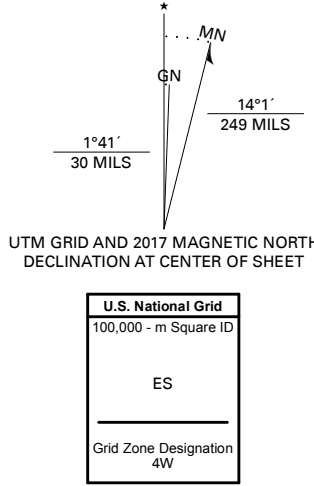 ★
MN
GN
1°41´
30 MILS
14°1´
249 MILS
UTM GRID AND 2017 MAGNETIC NORTH
DECLINATION AT CENTER OF SHEET
U.S. National Grid
100,000 - m Square ID
ES
Grid Zone Designation
4W